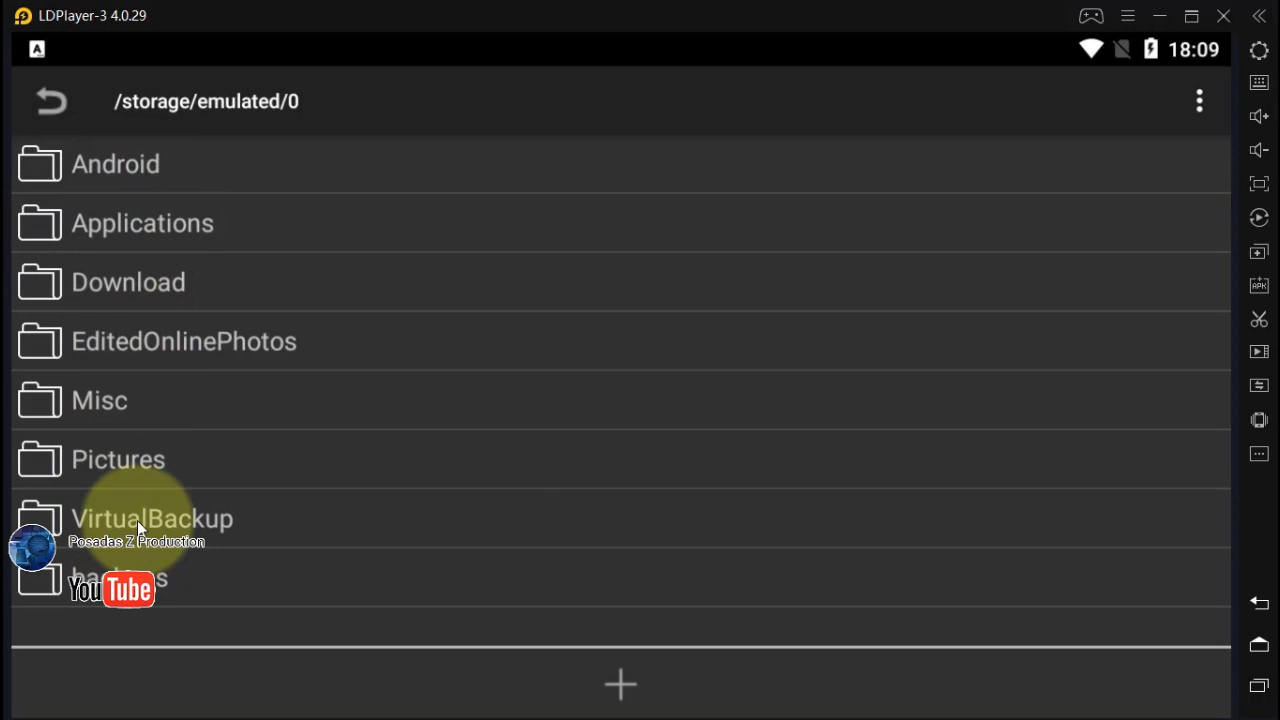 LDPlayer-3 4.0.29
A
18:09
/storage/emulated/0
Android
Applications
Download
EditedOnlinePhotos
Misc
Pictures
VirtualBackup
Posadas Z Production
YouTube
APK